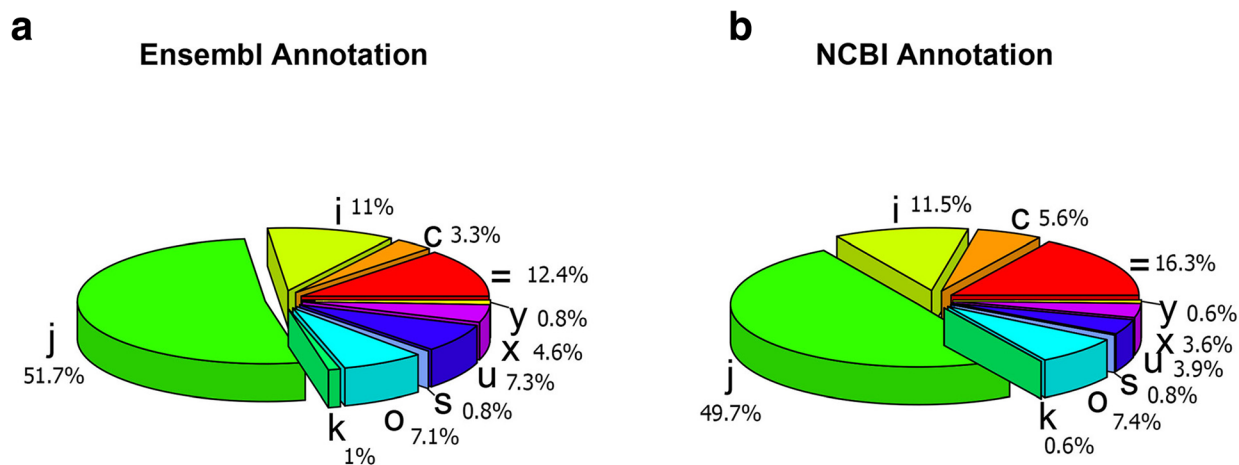 a
Ensembl Annotation
i 11%
c 3.3%
= 12.4%
y 0.8%
x 4.6%
u 7.3%
s 0.8%
o 7.1%
k 1%
j
51.7%
b
NCBI Annotation
i 11.5%
c 5.6%
= 16.3%
y 0.6%
x 3.6%
u 3.9%
s 0.8%
o 7.4%
k 0.6%
j
49.7%